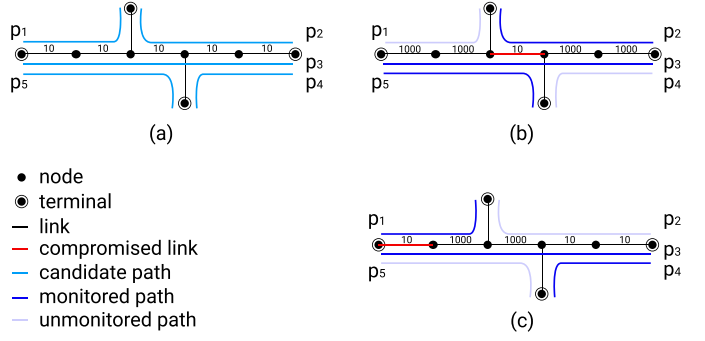 p1 p2
10 10 10 10 10
p3
p5 p4
(a)
p1 p2
1000 1000 10 1000 1000
p3
p5 p4
(b)
node
terminal
link
compromised link
candidate path
monitored path
unmonitored path
p1 p2
10 1000 1000 10 10
p3
p5 p4
(c)